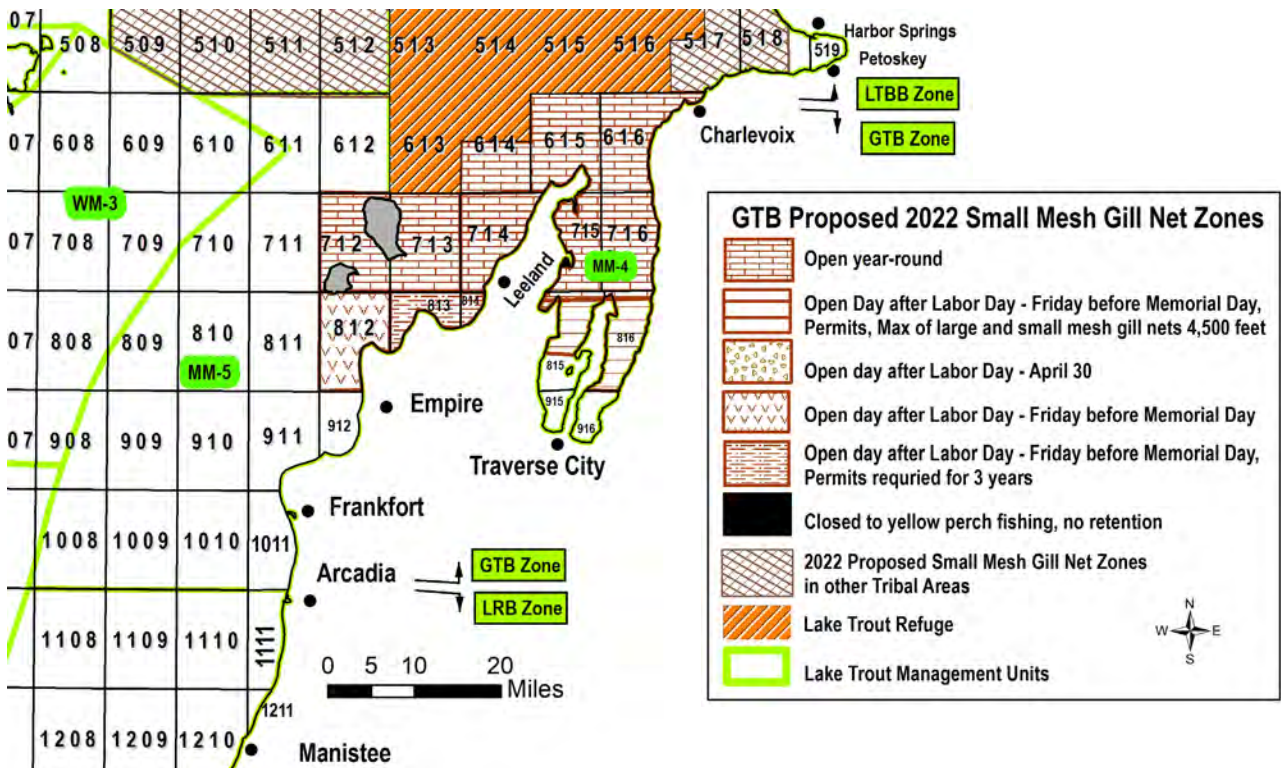 07
508 509 510 511 512 513 514 515 516 517 518 519
Harbor Springs
Petoskey
LTBB Zone
GTB Zone
Charlevoix
07 608 609 610 611 612 613 614 615 616
WM-3
07 708 709 710 711 712 713 714 715 716
MM-4
Leeland
07 808 809 810 811 812 813 814 815 816
MM-5
Empire
07 908 909 910 911 912 915 916
Traverse City
Frankfort
1008 1009 1010 1011
Arcadia
GTB Zone
LRB Zone
1108 1109 1110 1111
0 5 10 20
Miles
1211
1208 1209 1210
Manistee
GTB Proposed 2022 Small Mesh Gill Net Zones
Open year-round
Open Day after Labor Day - Friday before Memorial Day,
Permits, Max of large and small mesh gill nets 4,500 feet
Open day after Labor Day - April 30
Open day after Labor Day - Friday before Memorial Day
Open day after Labor Day - Friday before Memorial Day,
Permits requried for 3 years
Closed to yellow perch fishing, no retention
2022 Proposed Small Mesh Gill Net Zones
in other Tribal Areas
Lake Trout Refuge
Lake Trout Management Units
N
W E
S